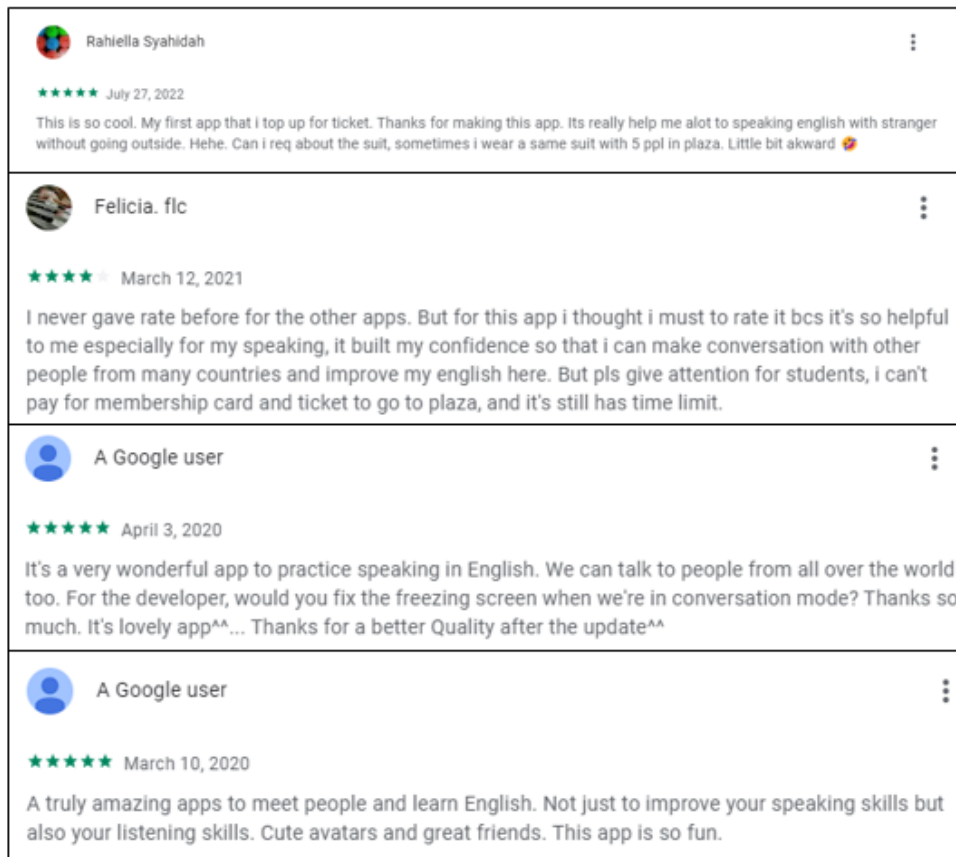 Rahiella Syahidah
July 27, 2022
This is so cool. My first app that i top up for ticket. Thanks for making this app. Its really help me alot to speaking english with stranger
without going outside. Hehe. Can i req about the suit, sometimes i wear a same suit with 5 ppl in plaza. Little bit akward 🤣
Felicia. flc
March 12, 2021
I never gave rate before for the other apps. But for this app i thought i must to rate it bcs it's so helpful
to me especially for my speaking, it built my confidence so that i can make conversation with other
people from many countries and improve my english here. But pls give attention for students, i can't
pay for membership card and ticket to go to plaza, and it's still has time limit.
A Google user
April 3, 2020
It's a very wonderful app to practice speaking in English. We can talk to people from all over the world
too. For the developer, would you fix the freezing screen when we're in conversation mode? Thanks so
much. It's lovely app^^... Thanks for a better Quality after the update^^
A Google user
March 10, 2020
A truly amazing apps to meet people and learn English. Not just to improve your speaking skills but
also your listening skills. Cute avatars and great friends. This app is so fun.